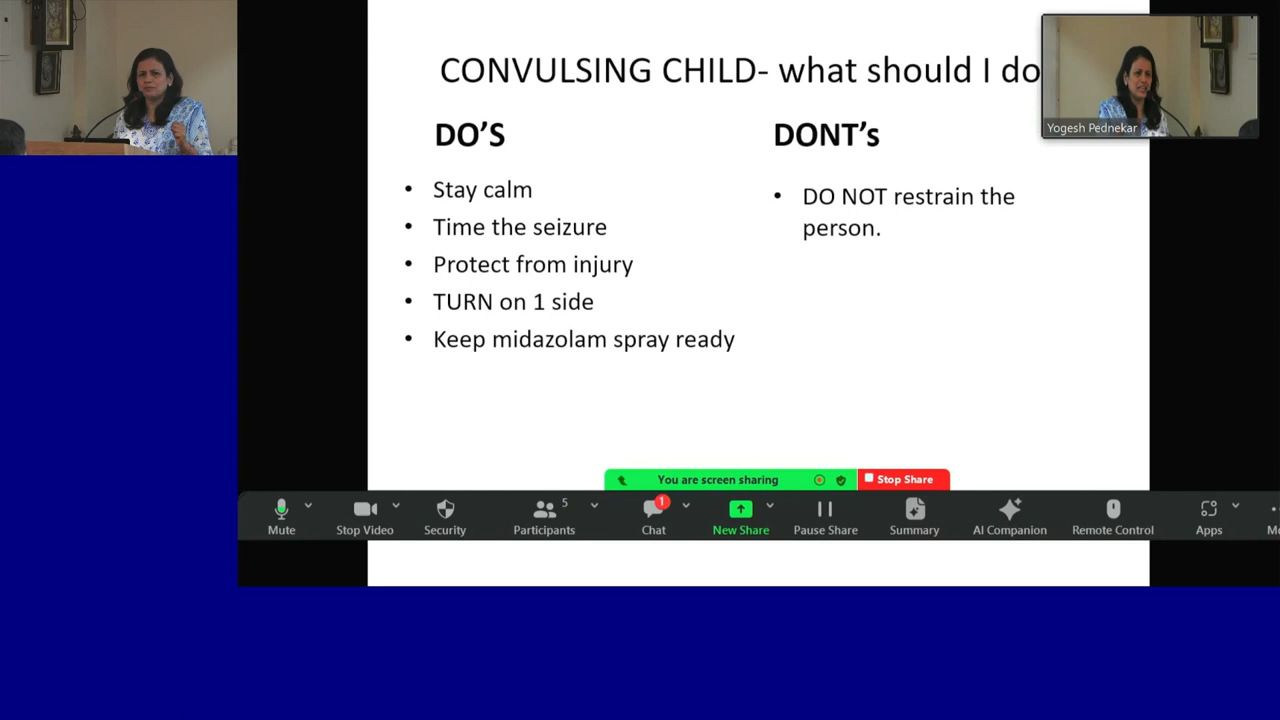 CONVULSING CHILD- what should I do
DO'S
• Stay calm
• Time the seizure
• Protect from injury
• TURN on 1 side
• Keep midazolam spray ready
DONT's
• DO NOT restrain the
person.
Yogesh Pednekar
You are screen sharing
Stop Share
Mute
Stop Video
Security
Participants 5
Chat 1
New Share
Pause Share
Summary
AI Companion
Remote Control
Apps